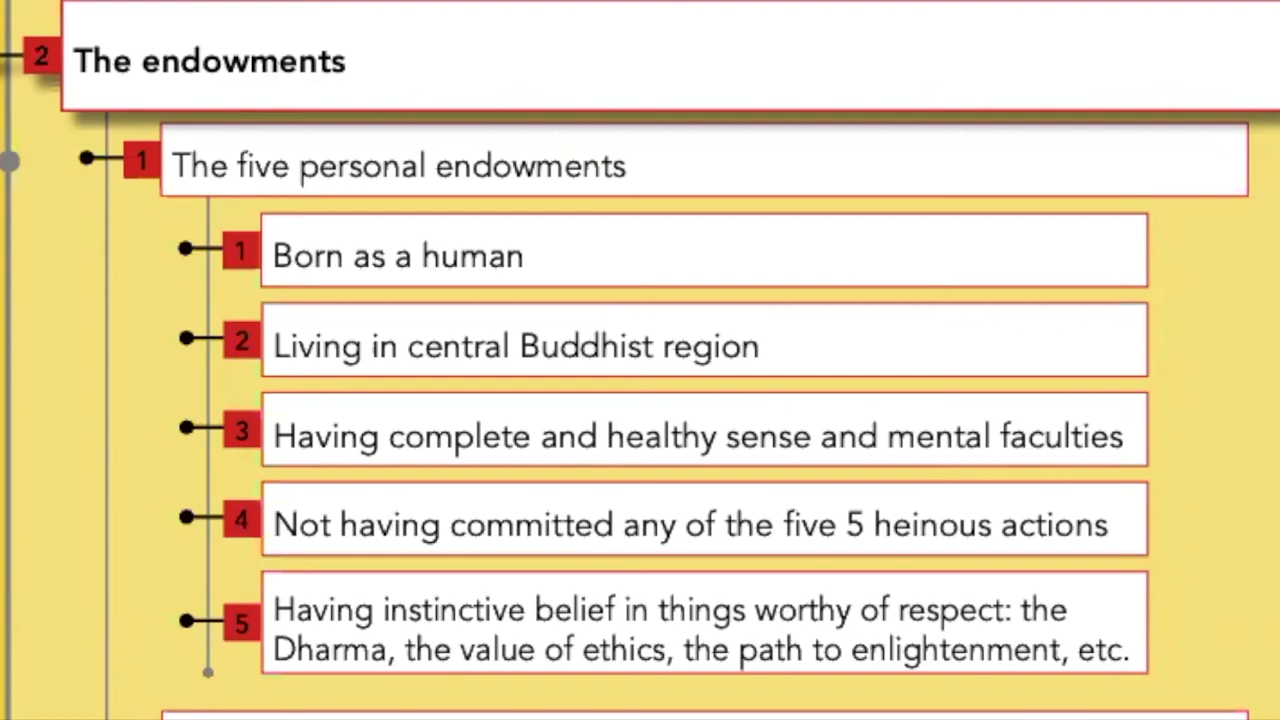 2 The endowments
1 The five personal endowments
1 Born as a human
2 Living in central Buddhist region
3 Having complete and healthy sense and mental faculties
4 Not having committed any of the five 5 heinous actions
5 Having instinctive belief in things worthy of respect: the
Dharma, the value of ethics, the path to enlightenment, etc.